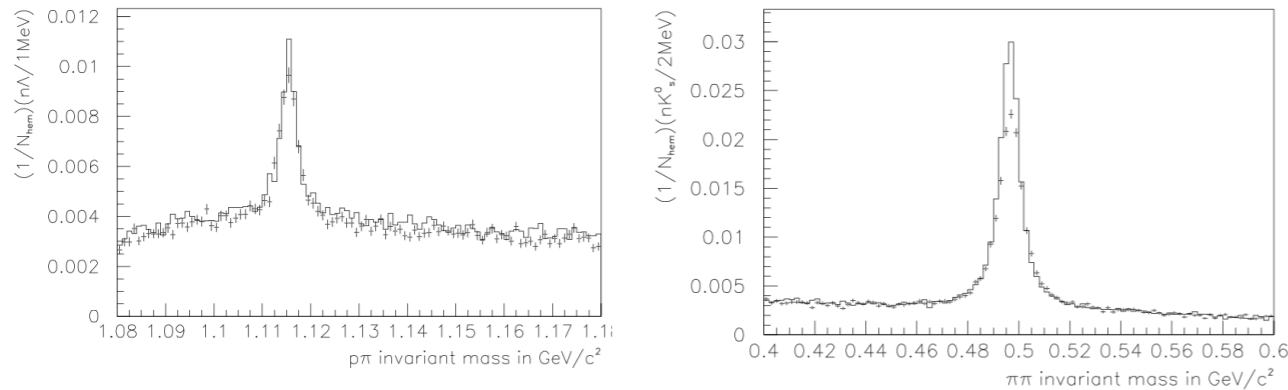 (1/N_hem)(nΛ/1MeV)
0.012
0.01
0.008
0.006
0.004
0.002
0
1.08 1.09 1.1 1.11 1.12 1.13 1.14 1.15 1.16 1.17 1.18
pπ invariant mass in GeV/c²
(1/N_hem)(nK⁰_s/2MeV)
0.03
0.025
0.02
0.015
0.01
0.005
0
0.4 0.42 0.44 0.46 0.48 0.5 0.52 0.54 0.56 0.58 0.6
ππ invariant mass in GeV/c²